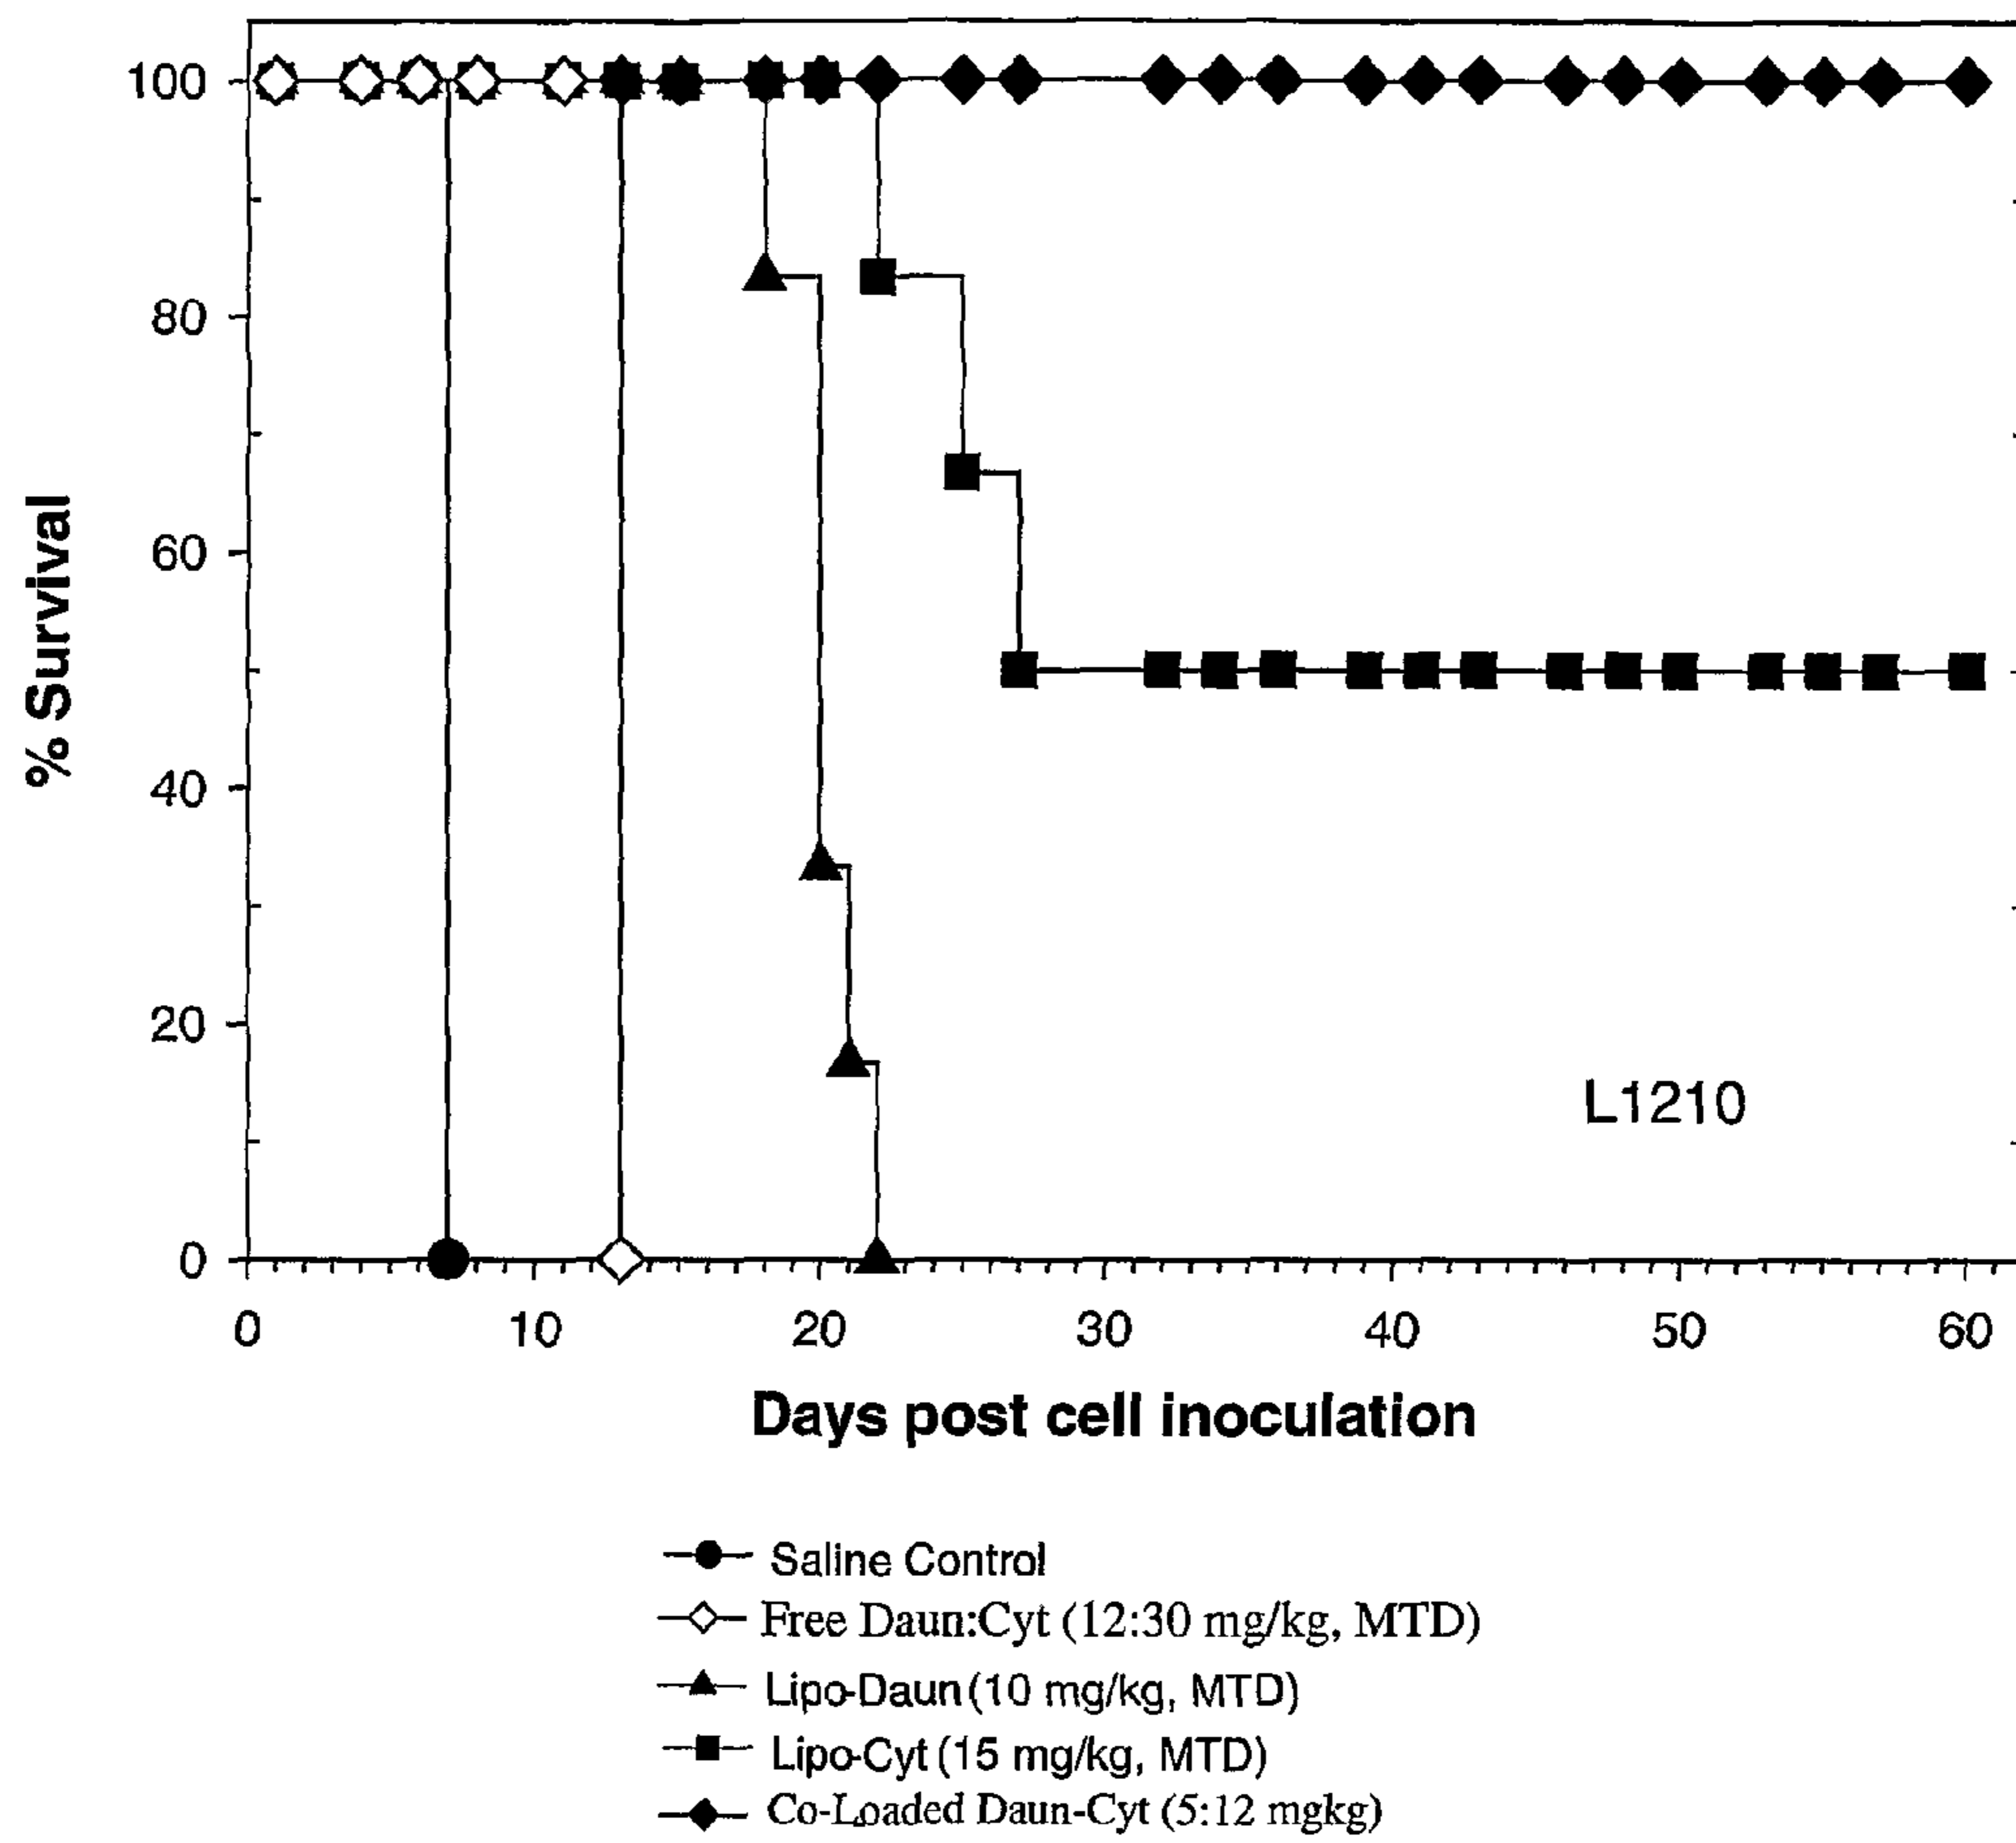 % Survival
100
80
60
40
20
0
L1210
0 10 20 30 40 50 60
Days post cell inoculation
Saline Control
Free Daun:Cyt (12:30 mg/kg, MTD)
Lipo-Daun (10 mg/kg, MTD)
Lipo-Cyt (15 mg/kg, MTD)
Co-Loaded Daun-Cyt (5:12 mgkg)